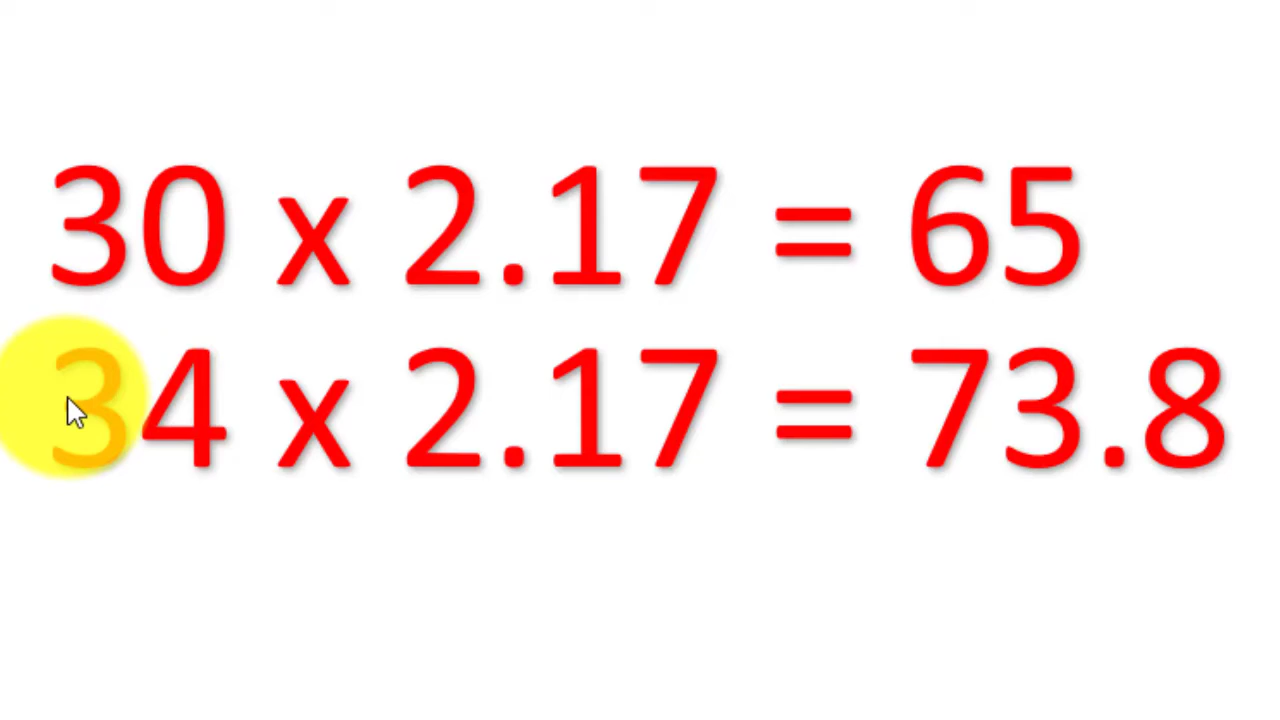 30 x 2.17 = 65
34 x 2.17 = 73.8